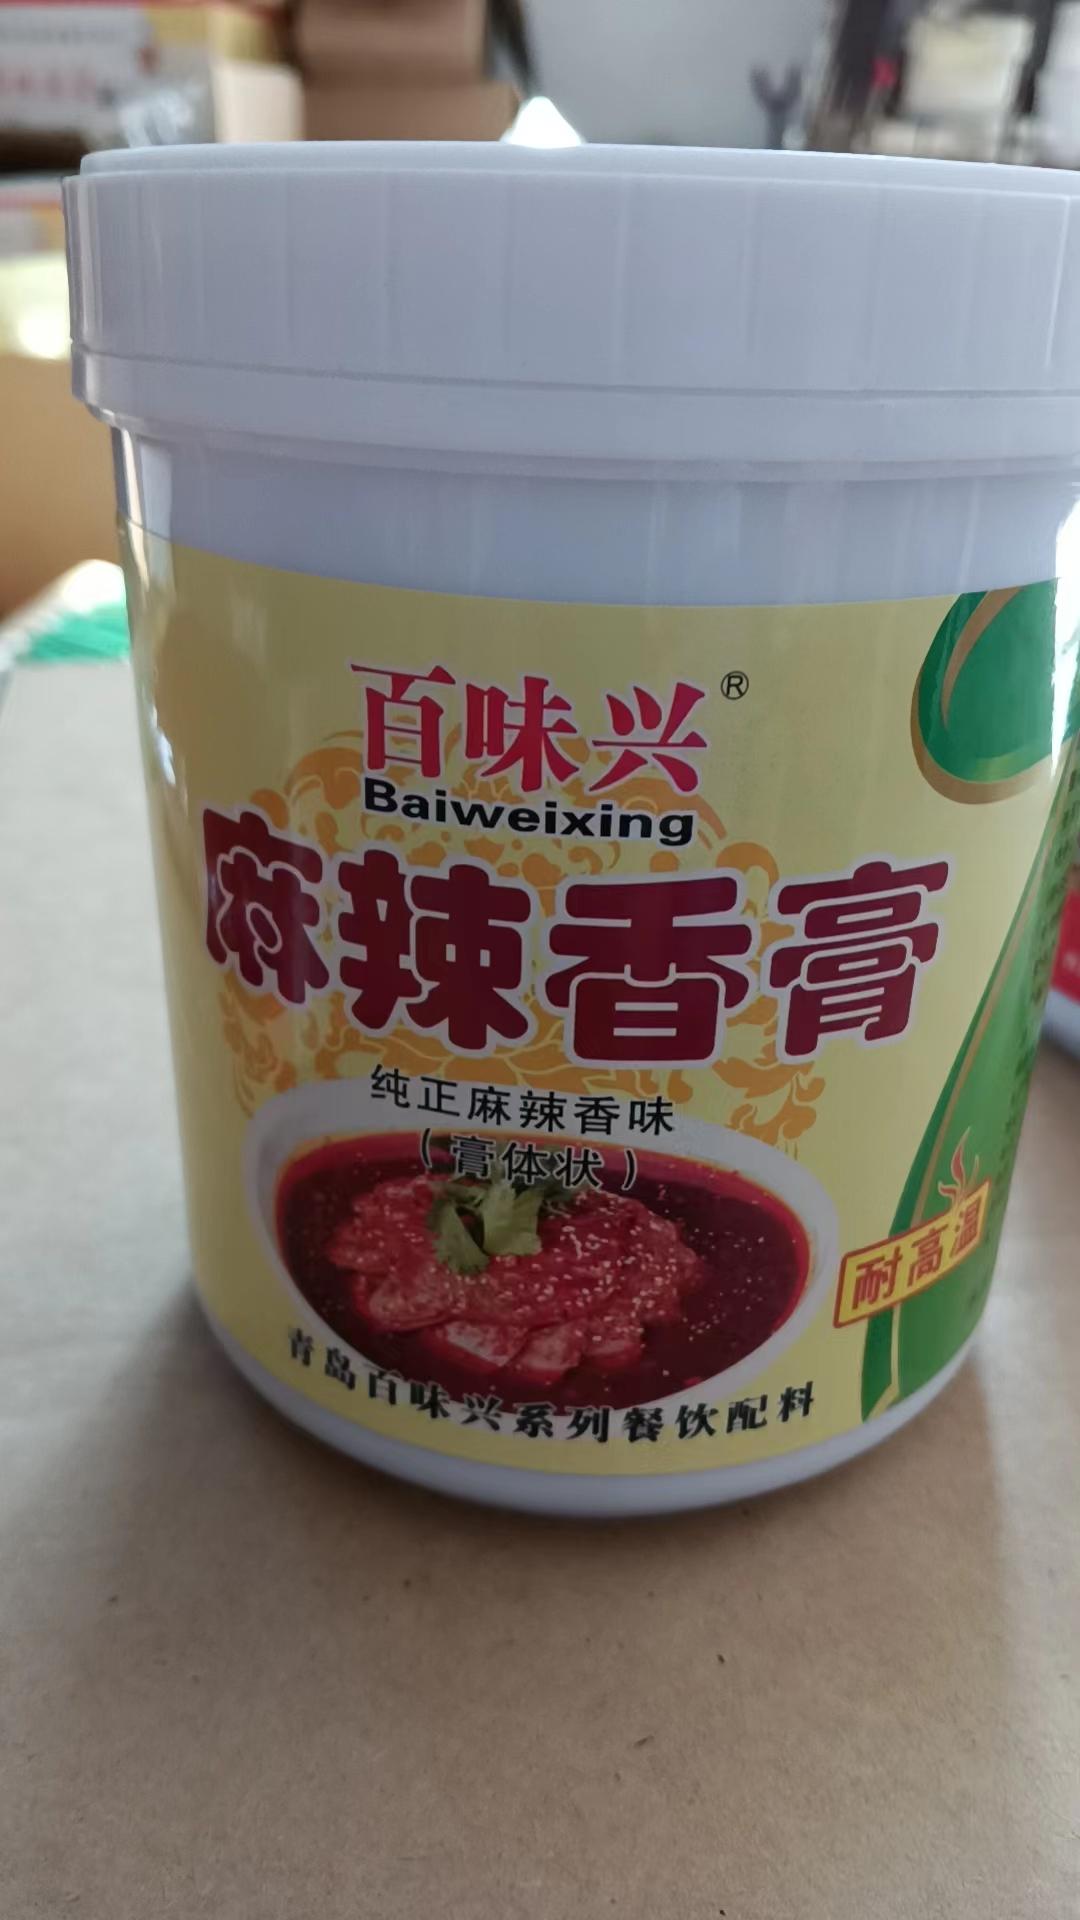 百味兴®
Baiweixing
麻辣香膏
纯正麻辣香味
(膏体状)
耐高温
青岛百味兴系列餐饮配料